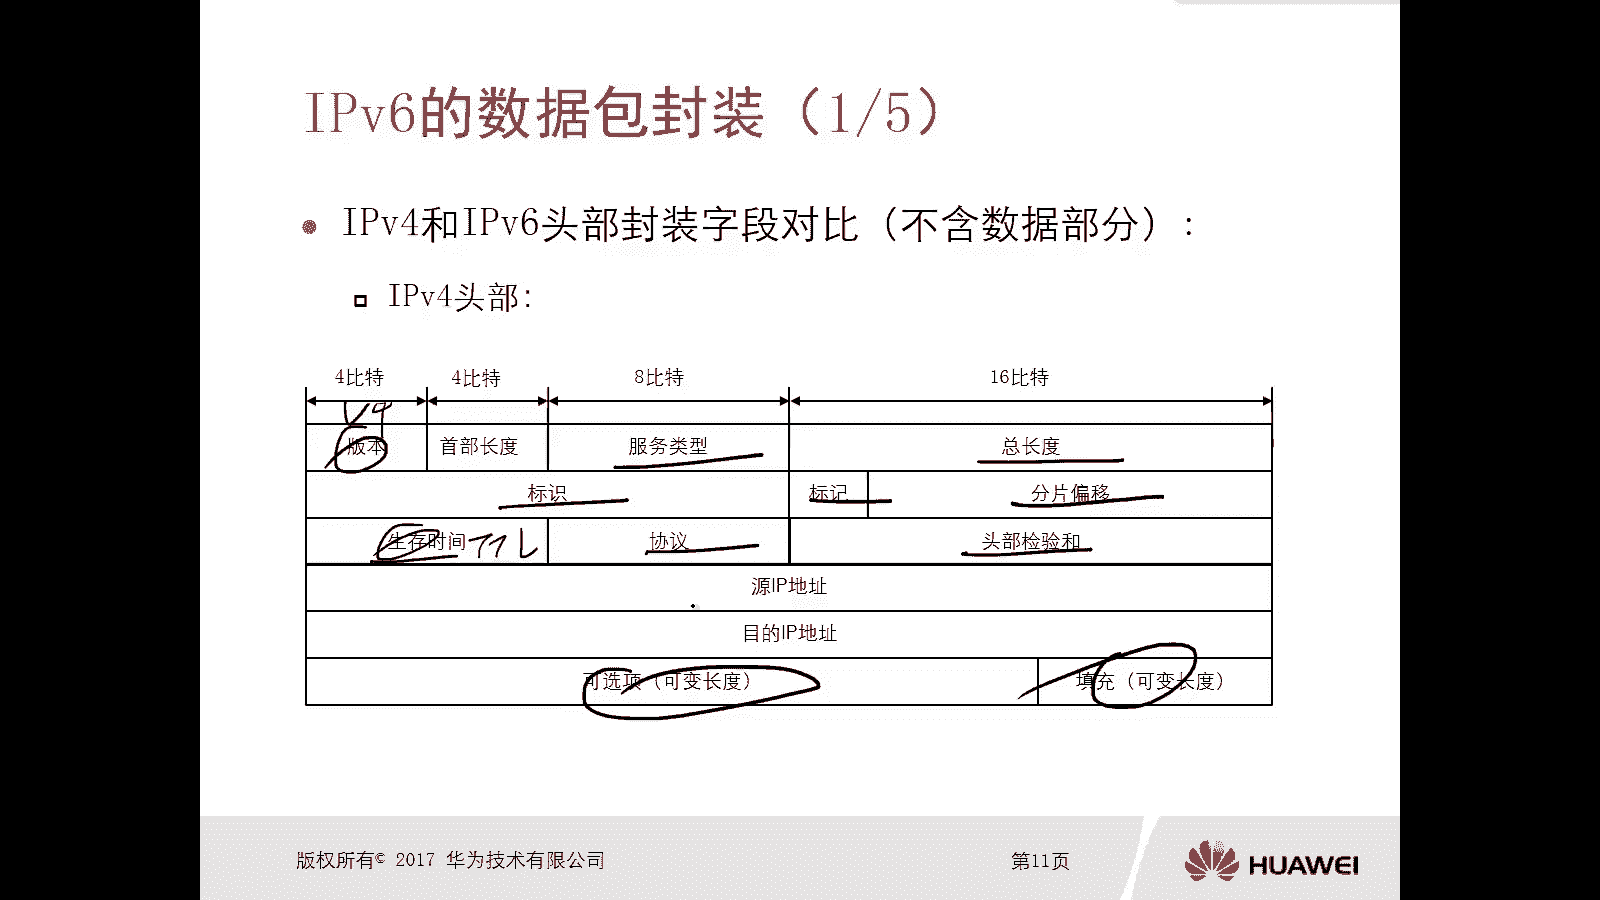 IPv6的数据包封装（1/5）
IPv4和IPv6头部封装字段对比（不含数据部分）：
IPv4头部：
4比特 4比特 8比特 16比特
V4
版本 首部长度 服务类型 总长度
标识 标记 分片偏移
生存时间 TTL 协议 头部检验和
源IP地址
目的IP地址
可选项（可变长度） 填充（可变长度）
版权所有© 2017 华为技术有限公司 第11页 HUAWEI